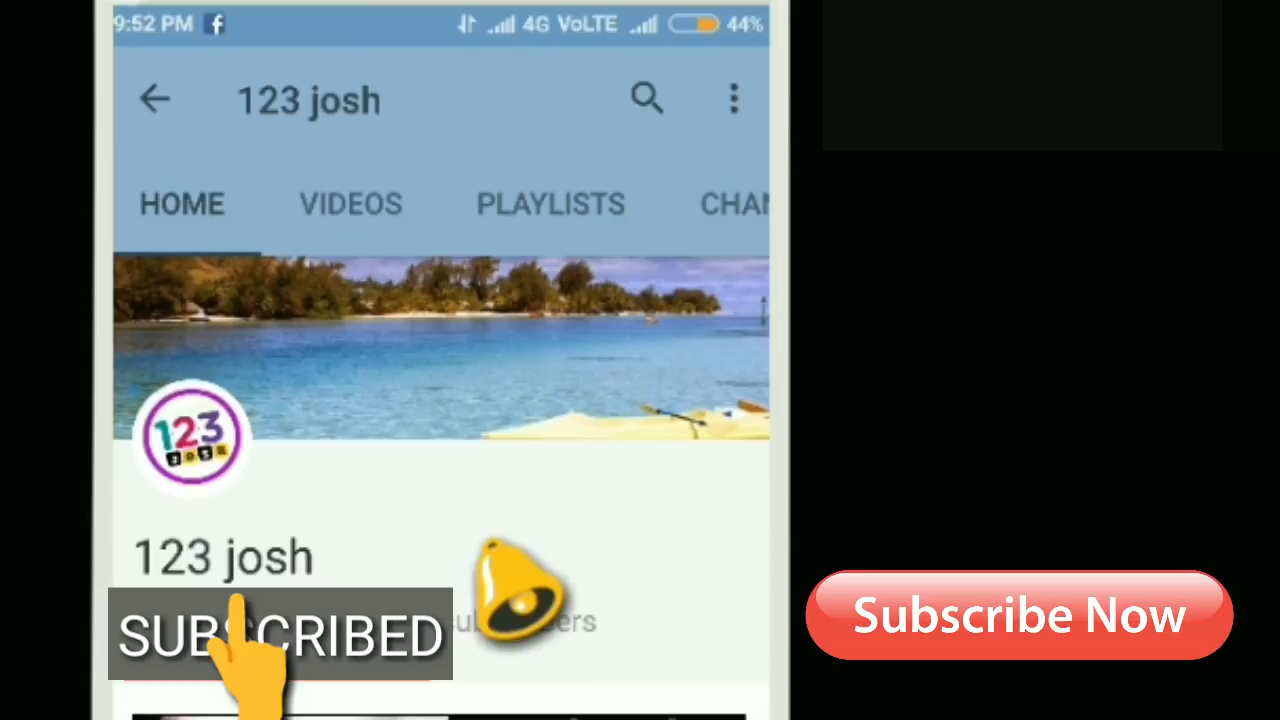 9:52 PM 4G VoLTE 44%
123 josh
HOME VIDEOS PLAYLISTS CHAN
123
123 josh
SUBSCRIBED
Subscribe Now